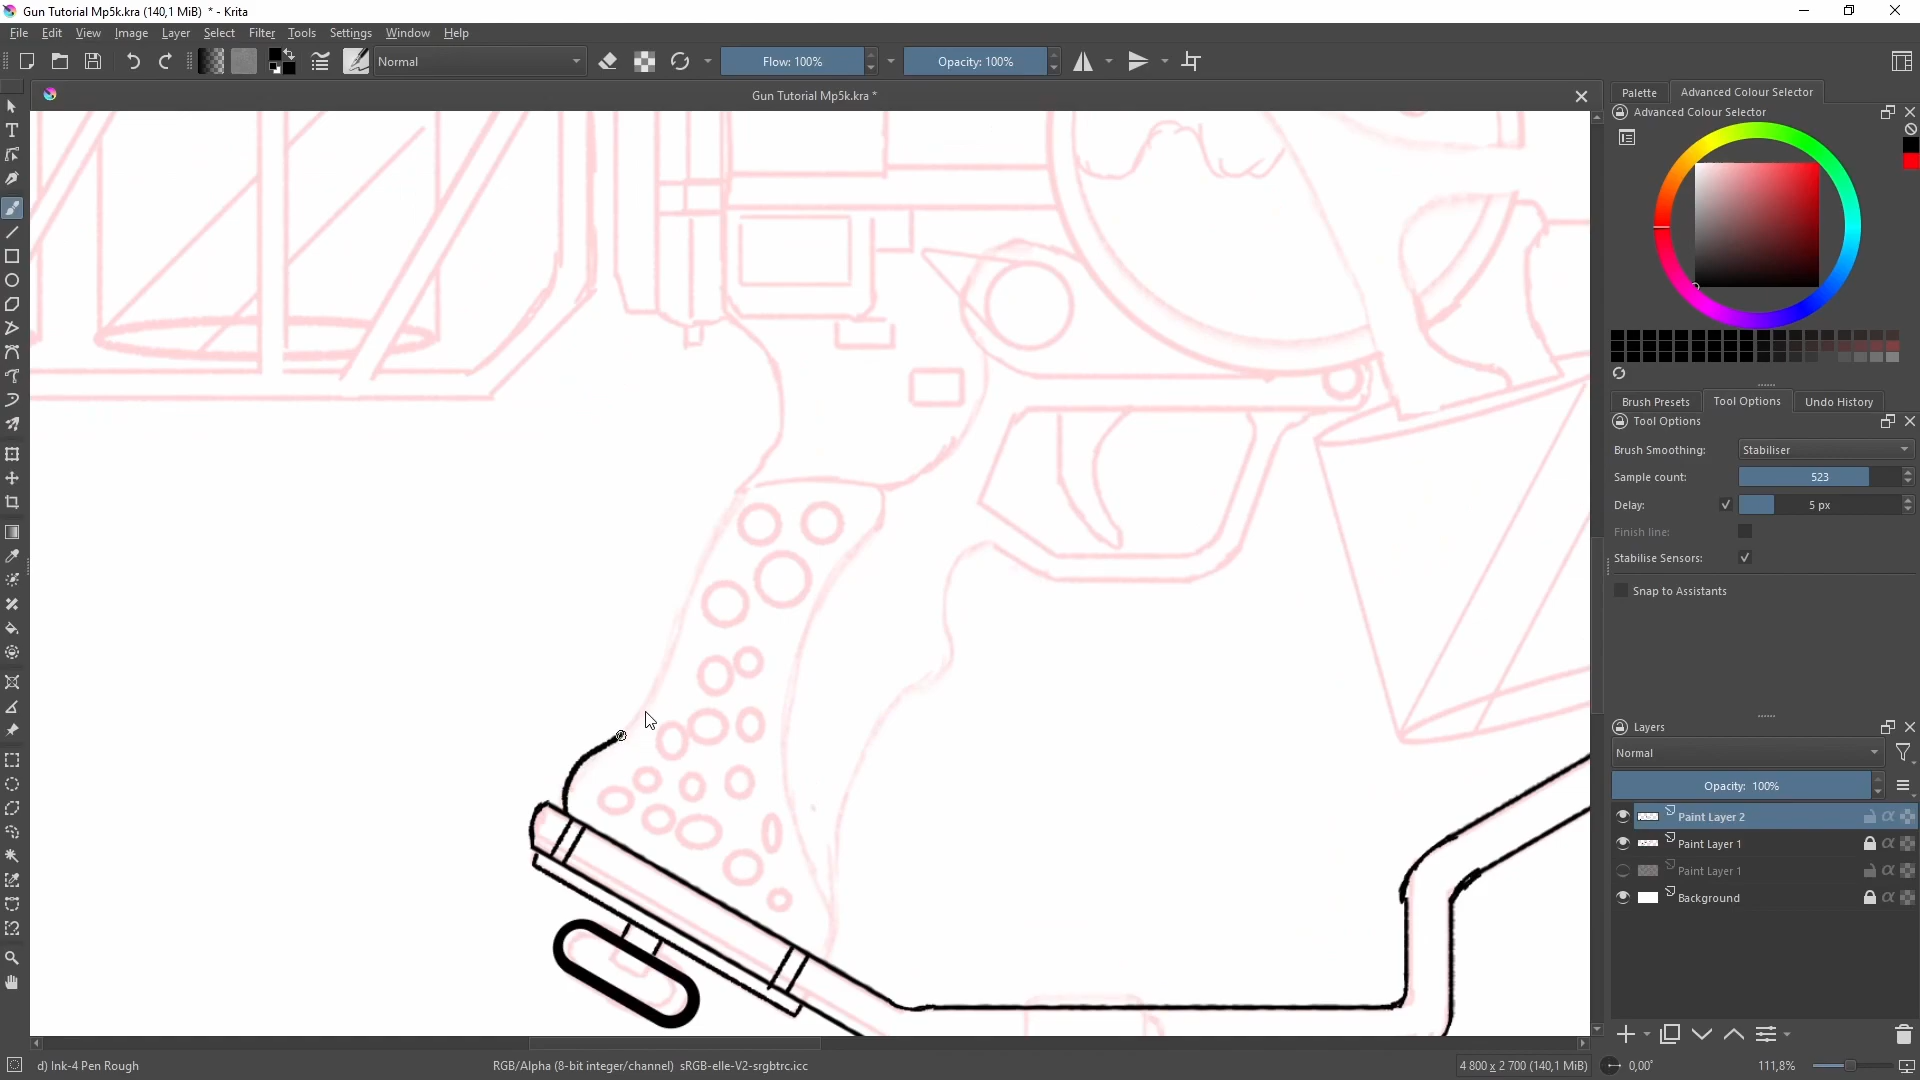 Gun Tutorial Mp5k.kra (140,1 MiB) * - Krita
File Edit View Image Layer Select Filter Tools Settings Window Help
Normal
Flow: 100%
Opacity: 100%
Gun Tutorial Mp5k.kra *
Palette
Advanced Colour Selector
Advanced Colour Selector
Brush Presets
Tool Options
Undo History
Tool Options
Brush Smoothing: Stabiliser
Sample count: 523
Delay: 5 px
Finish line:
Stabilise Sensors:
Snap to Assistants
Layers
Normal
Opacity: 100%
Paint Layer 2
Paint Layer 1
Paint Layer 1
Background
d) Ink-4 Pen Rough
RGB/Alpha (8-bit integer/channel) sRGB-elle-V2-srgbtrc.icc
4 800 x 2 700 (140,1 MiB)
0,00°
111,8%